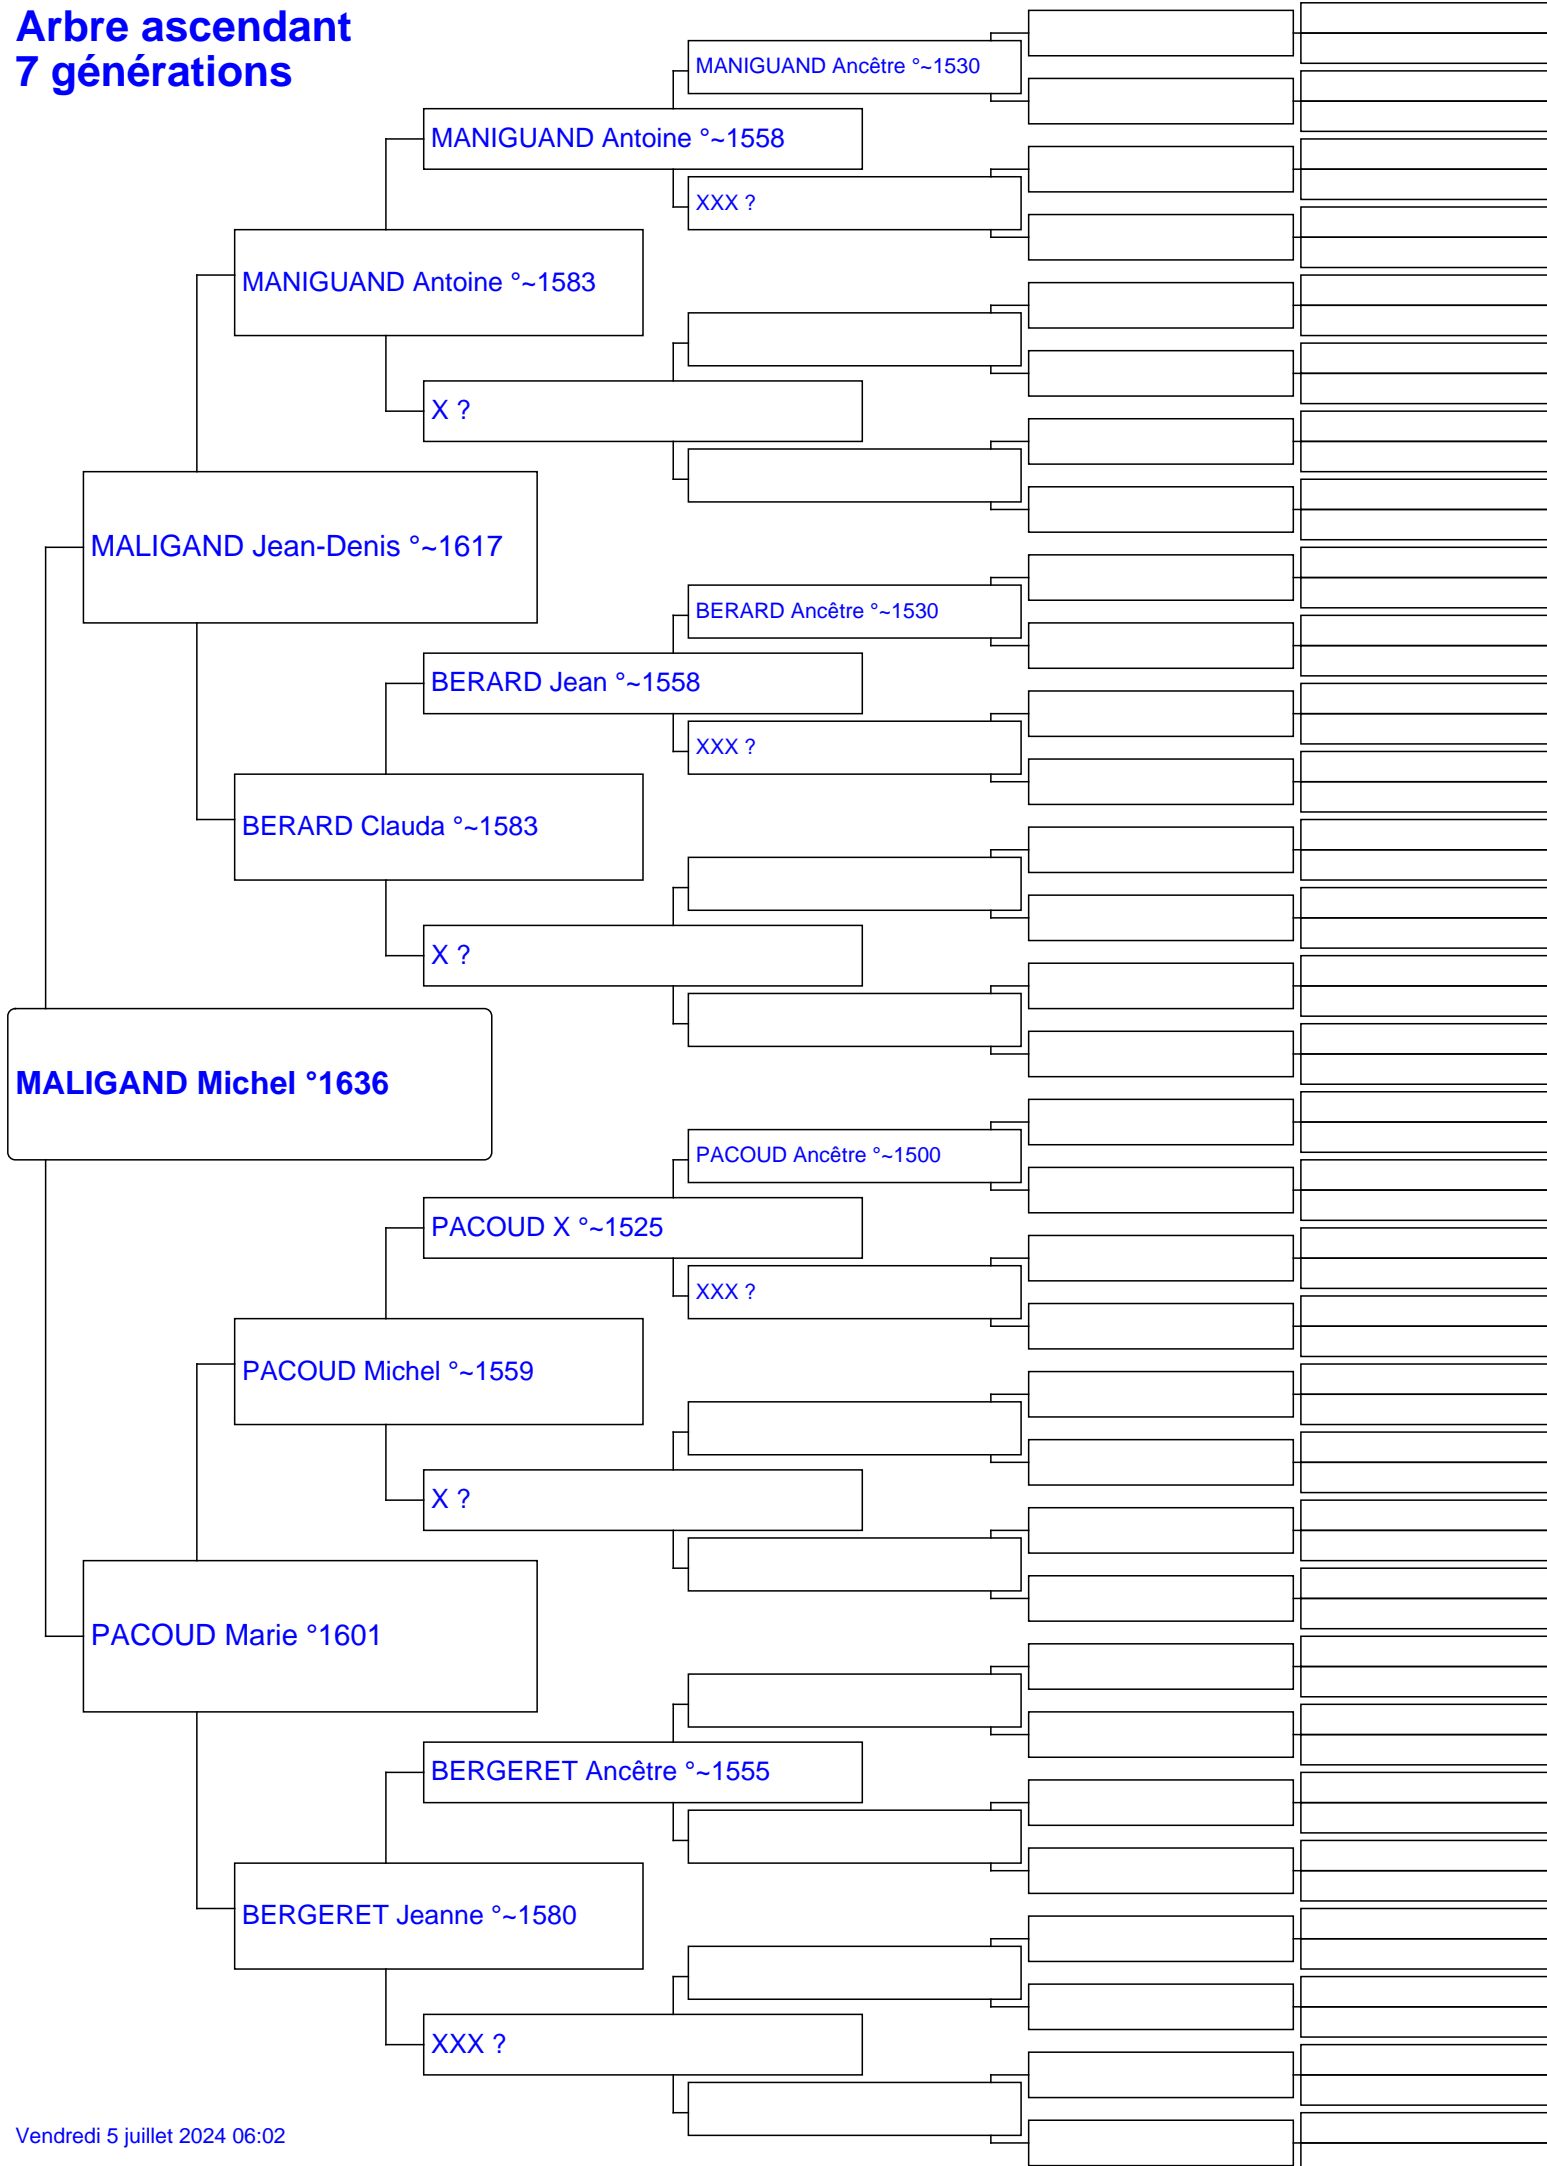 Arbre ascendant
7 générations
MANIGUAND Ancêtre °~1530
MANIGUAND Antoine °~1558
XXX ?
MANIGUAND Antoine °~1583
X ?
MALIGAND Jean-Denis °~1617
BERARD Ancêtre °~1530
BERARD Jean °~1558
XXX ?
BERARD Clauda °~1583
X ?
MALIGAND Michel °1636
PACOUD Ancêtre °~1500
PACOUD X °~1525
XXX ?
PACOUD Michel °~1559
X ?
PACOUD Marie °1601
BERGERET Ancêtre °~1555
BERGERET Jeanne °~1580
XXX ?
Vendredi 5 juillet 2024 06:02